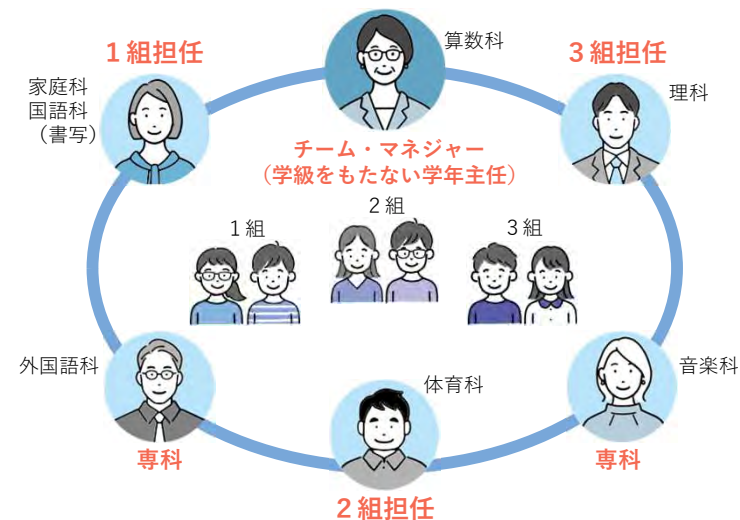 算数科
１組担任
３組担任
家庭科
国語科
（書写）
理科
チーム・マネジャー
（学級をもたない学年主任）
２組
１組
３組
外国語科
体育科
音楽科
専科
専科
２組担任